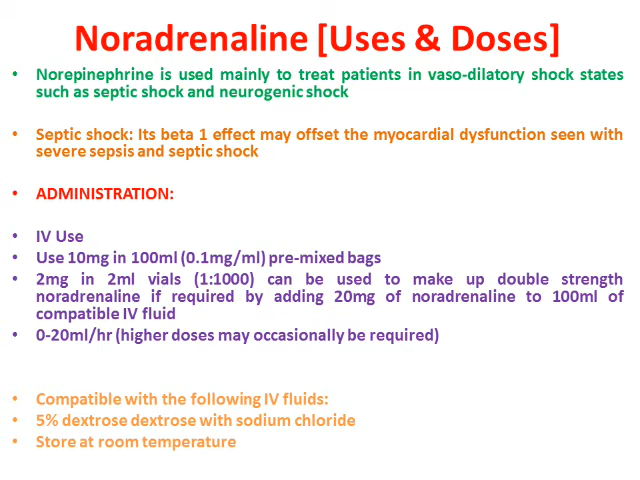 Noradrenaline [Uses & Doses]
• Norepinephrine is used mainly to treat patients in vaso-dilatory shock states
such as septic shock and neurogenic shock
• Septic shock: Its beta 1 effect may offset the myocardial dysfunction seen with
severe sepsis and septic shock
• ADMINISTRATION:
• IV Use
• Use 10mg in 100ml (0.1mg/ml) pre-mixed bags
• 2mg in 2ml vials (1:1000) can be used to make up double strength
noradrenaline if required by adding 20mg of noradrenaline to 100ml of
compatible IV fluid
• 0-20ml/hr (higher doses may occasionally be required)
• Compatible with the following IV fluids:
• 5% dextrose dextrose with sodium chloride
• Store at room temperature